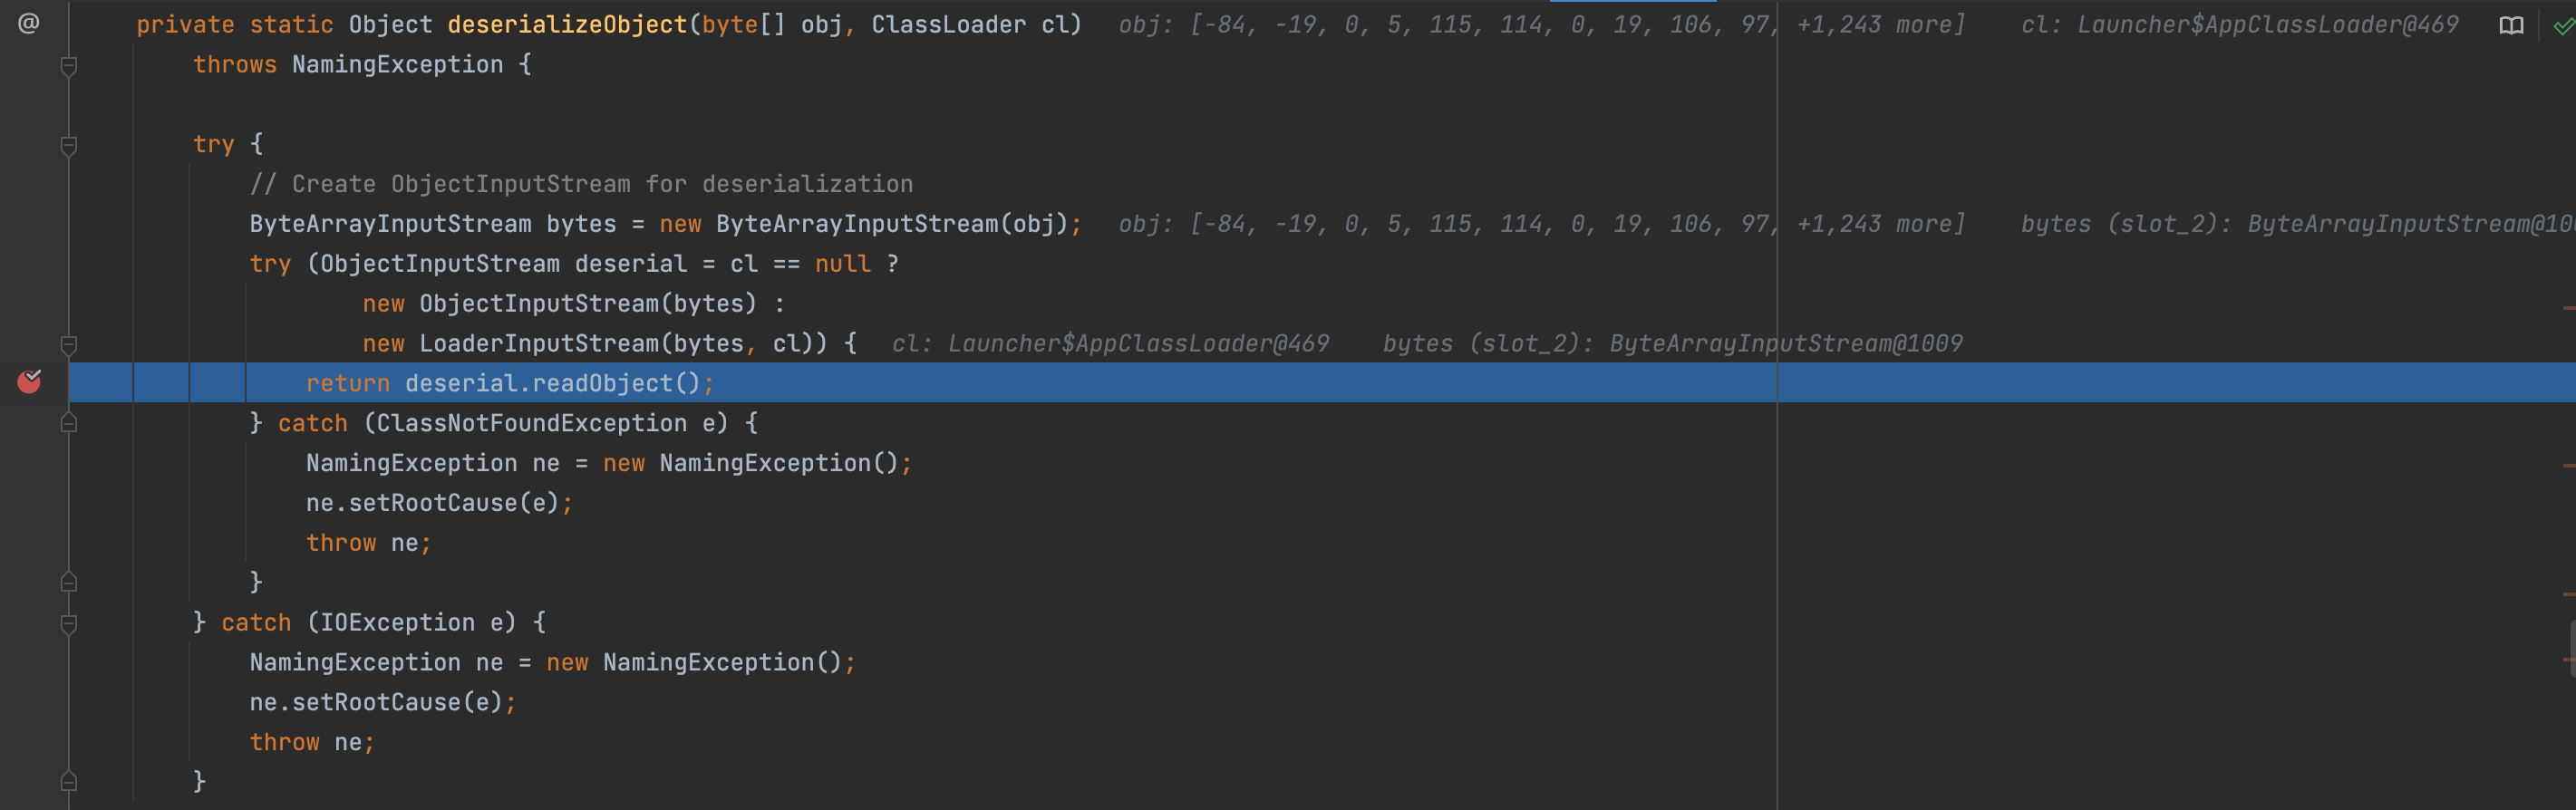 @ private static Object deserializeObject(byte[] obj, ClassLoader cl) obj: [-84, -19, 0, 5, 115, 114, 0, 19, 106, 97, +1,243 more] cl: Launcher$AppClassLoader@469
throws NamingException {
try {
// Create ObjectInputStream for deserialization
ByteArrayInputStream bytes = new ByteArrayInputStream(obj); obj: [-84, -19, 0, 5, 115, 114, 0, 19, 106, 97, +1,243 more] bytes (slot_2): ByteArrayInputStream@10
try (ObjectInputStream deserial = cl == null ?
new ObjectInputStream(bytes) :
new LoaderInputStream(bytes, cl)) { cl: Launcher$AppClassLoader@469 bytes (slot_2): ByteArrayInputStream@1009
return deserial.readObject();
} catch (ClassNotFoundException e) {
NamingException ne = new NamingException();
ne.setRootCause(e);
throw ne;
}
} catch (IOException e) {
NamingException ne = new NamingException();
ne.setRootCause(e);
throw ne;
}